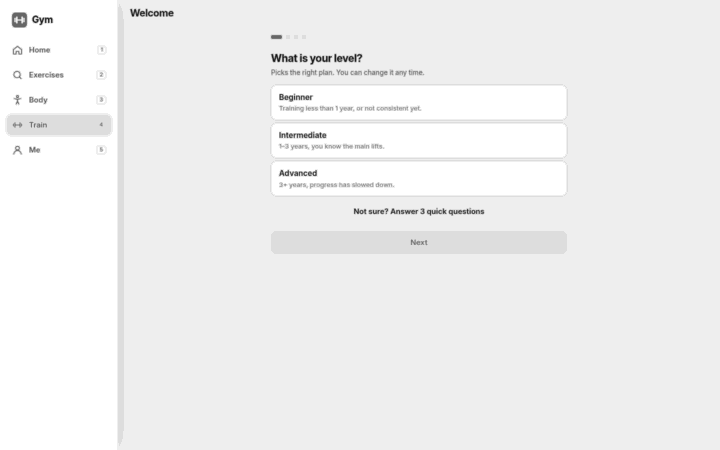 Gym
Home 1
Exercises 2
Body 3
Train 4
Me 5
Welcome
What is your level?
Picks the right plan. You can change it any time.
Beginner
Training less than 1 year, or not consistent yet.
Intermediate
1–3 years, you know the main lifts.
Advanced
3+ years, progress has slowed down.
Not sure? Answer 3 quick questions
Next